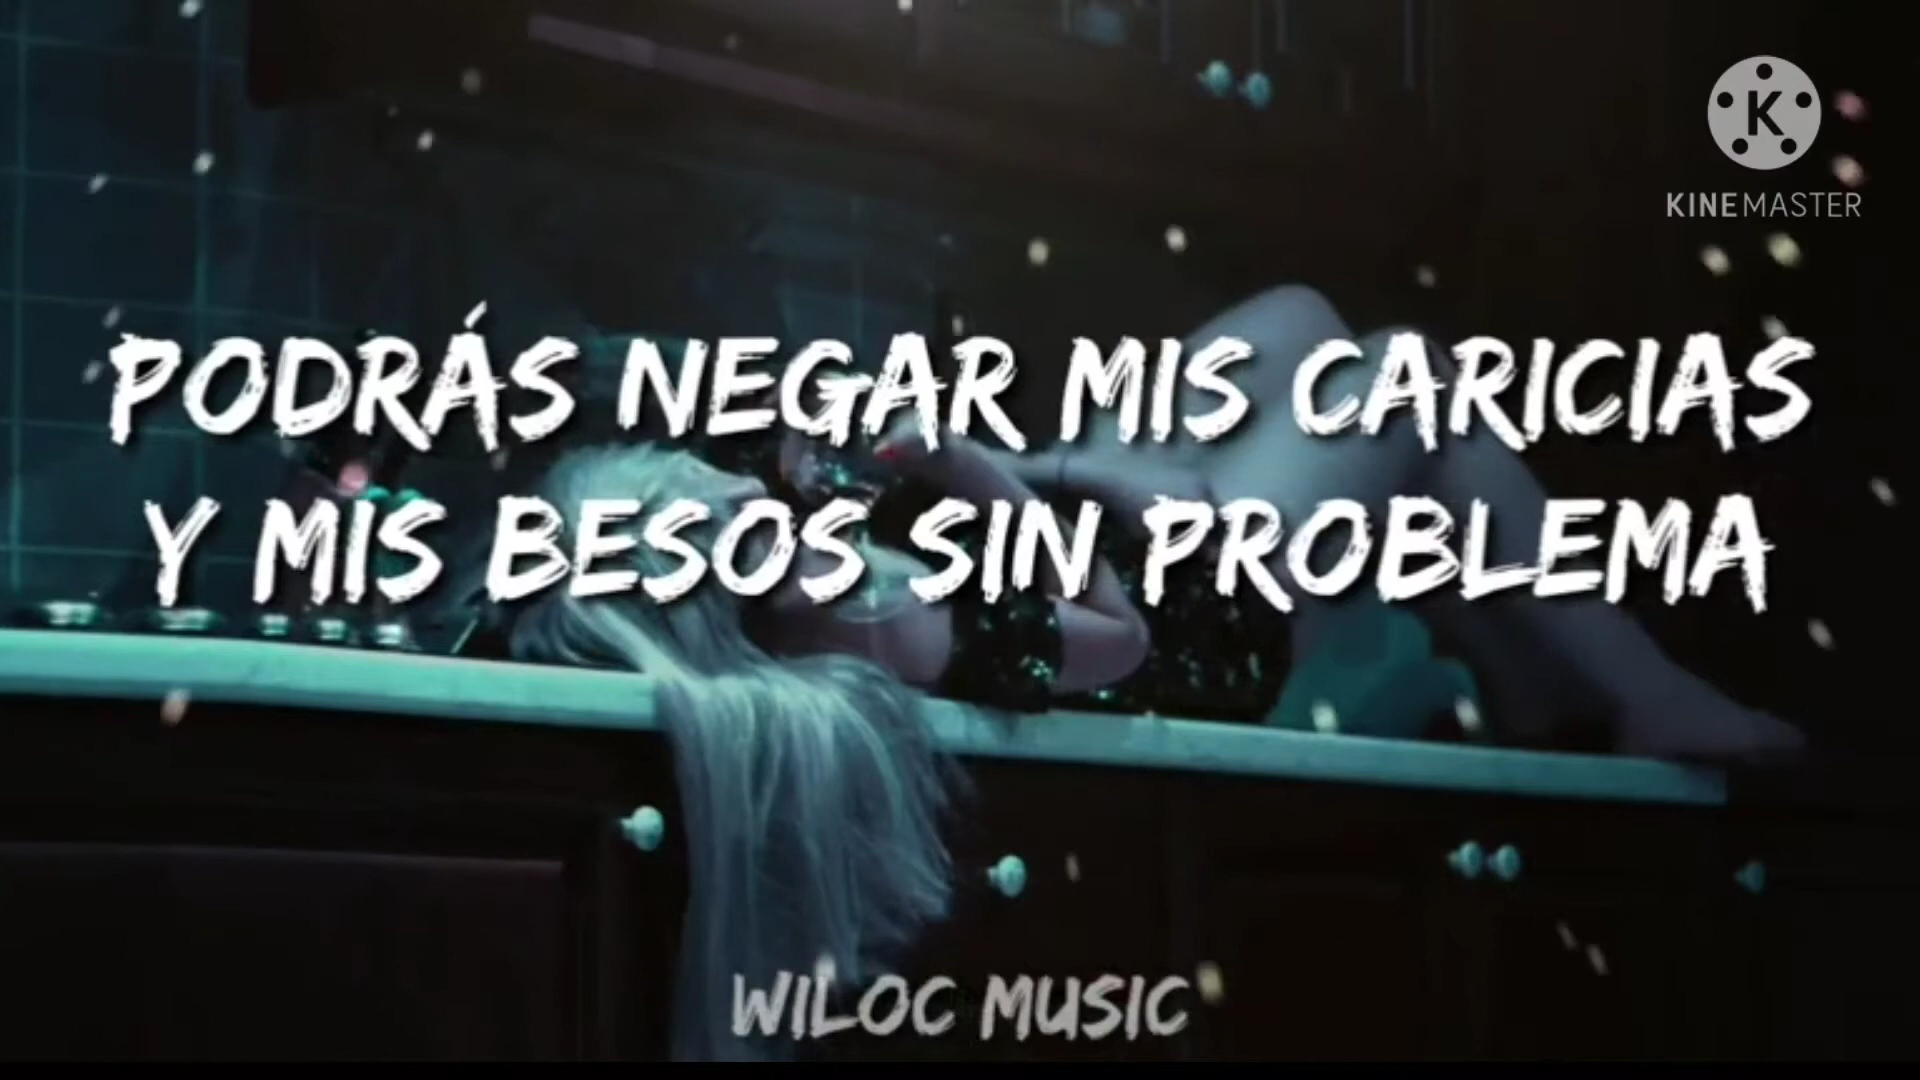 K
KINEMASTER
PODRÁS NEGAR MIS CARICIAS
Y MIS BESOS SIN PROBLEMA
WILOC MUSIC